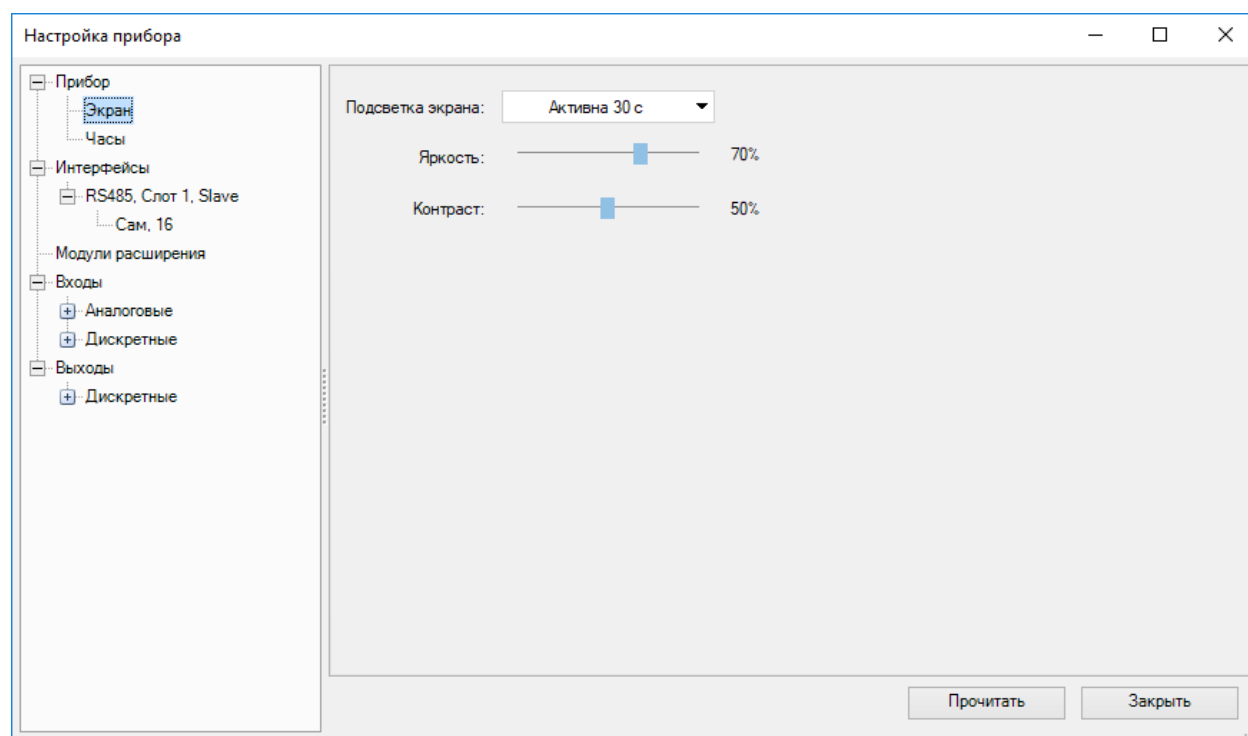 Настройка прибора
Прибор
Экран
Часы
Интерфейсы
RS485, Слот 1, Slave
Сам, 16
Модули расширения
Входы
Аналоговые
Дискретные
Выходы
Дискретные
Подсветка экрана: Активна 30 с
Яркость: 70%
Контраст: 50%
Прочитать Закрыть